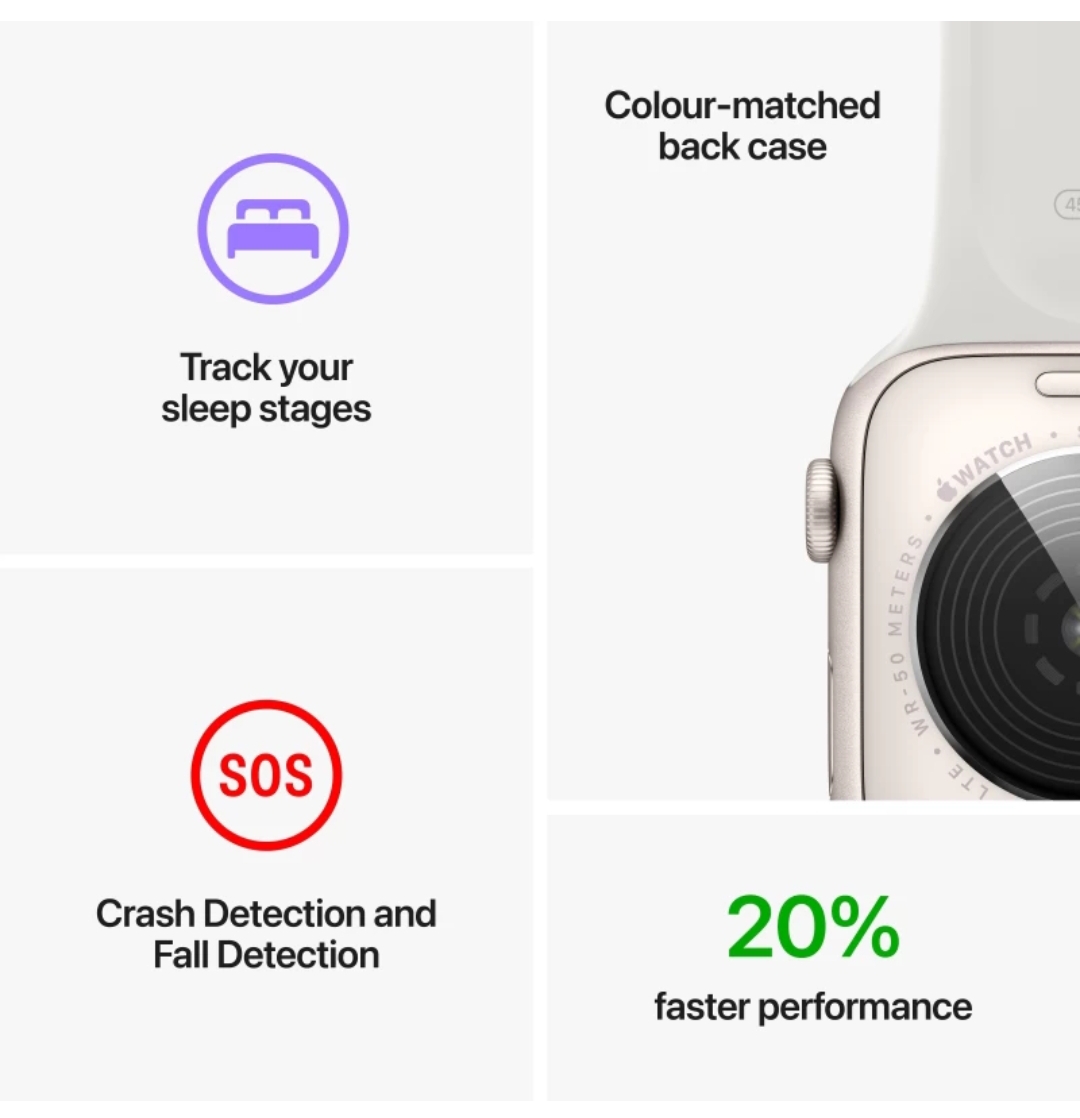 Track your
sleep stages
Colour-matched
back case
WATCH •
• WR-50 METERS •
LTE
SOS
Crash Detection and
Fall Detection
20%
faster performance